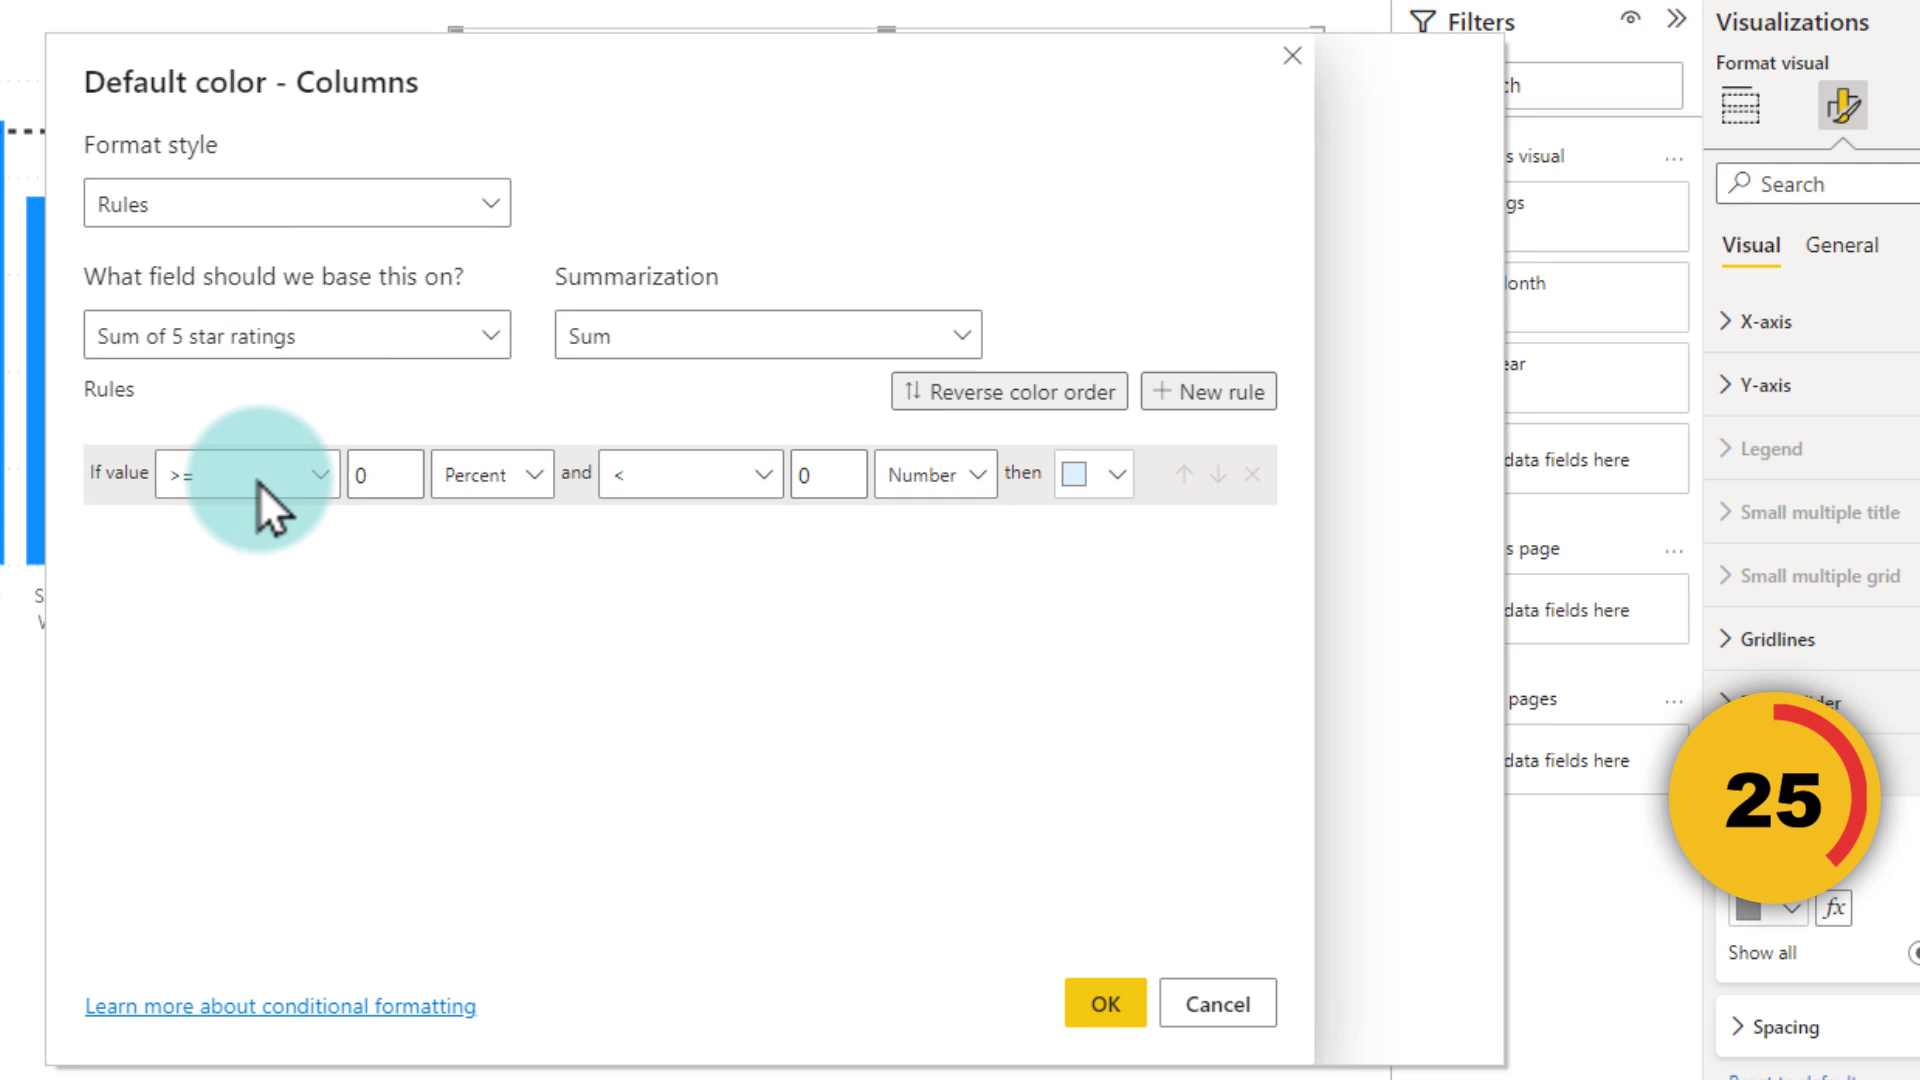 Default color - Columns
Format style
Rules
What field should we base this on?
Summarization
Sum of 5 star ratings
Sum
Rules
Reverse color order
New rule
If value >= 0 Percent and < 0 Number then
Learn more about conditional formatting
OK
Cancel
S
Filters
ch
s visual
gs
onth
ear
data fields here
s page
data fields here
pages
data fields here
Visualizations
Format visual
Search
Visual General
X-axis
Y-axis
Legend
Small multiple title
Small multiple grid
Gridlines
der
25
fx
Show all
Spacing